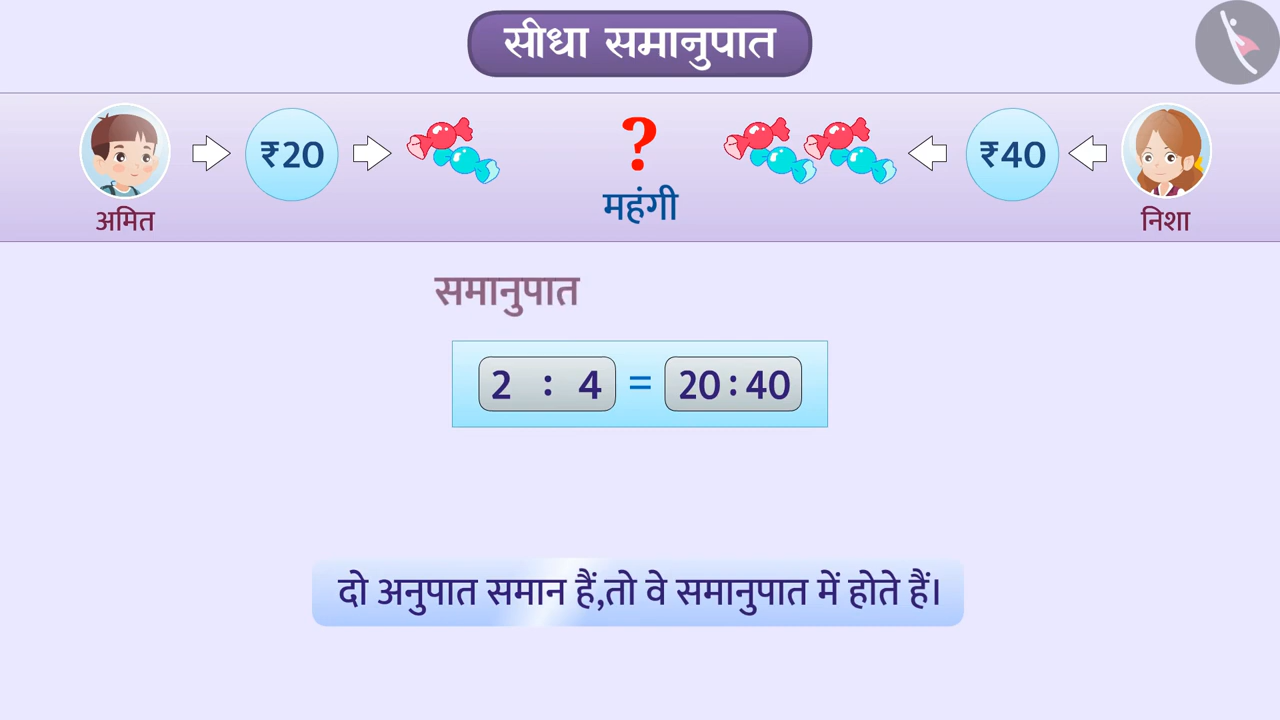 सीधा समानुपात
₹20
?
₹40
महंगी
अमित
निशा
समानुपात
2 : 4 = 20:40
दो अनुपात समान हैं,तो वे समानुपात में होते हैं।